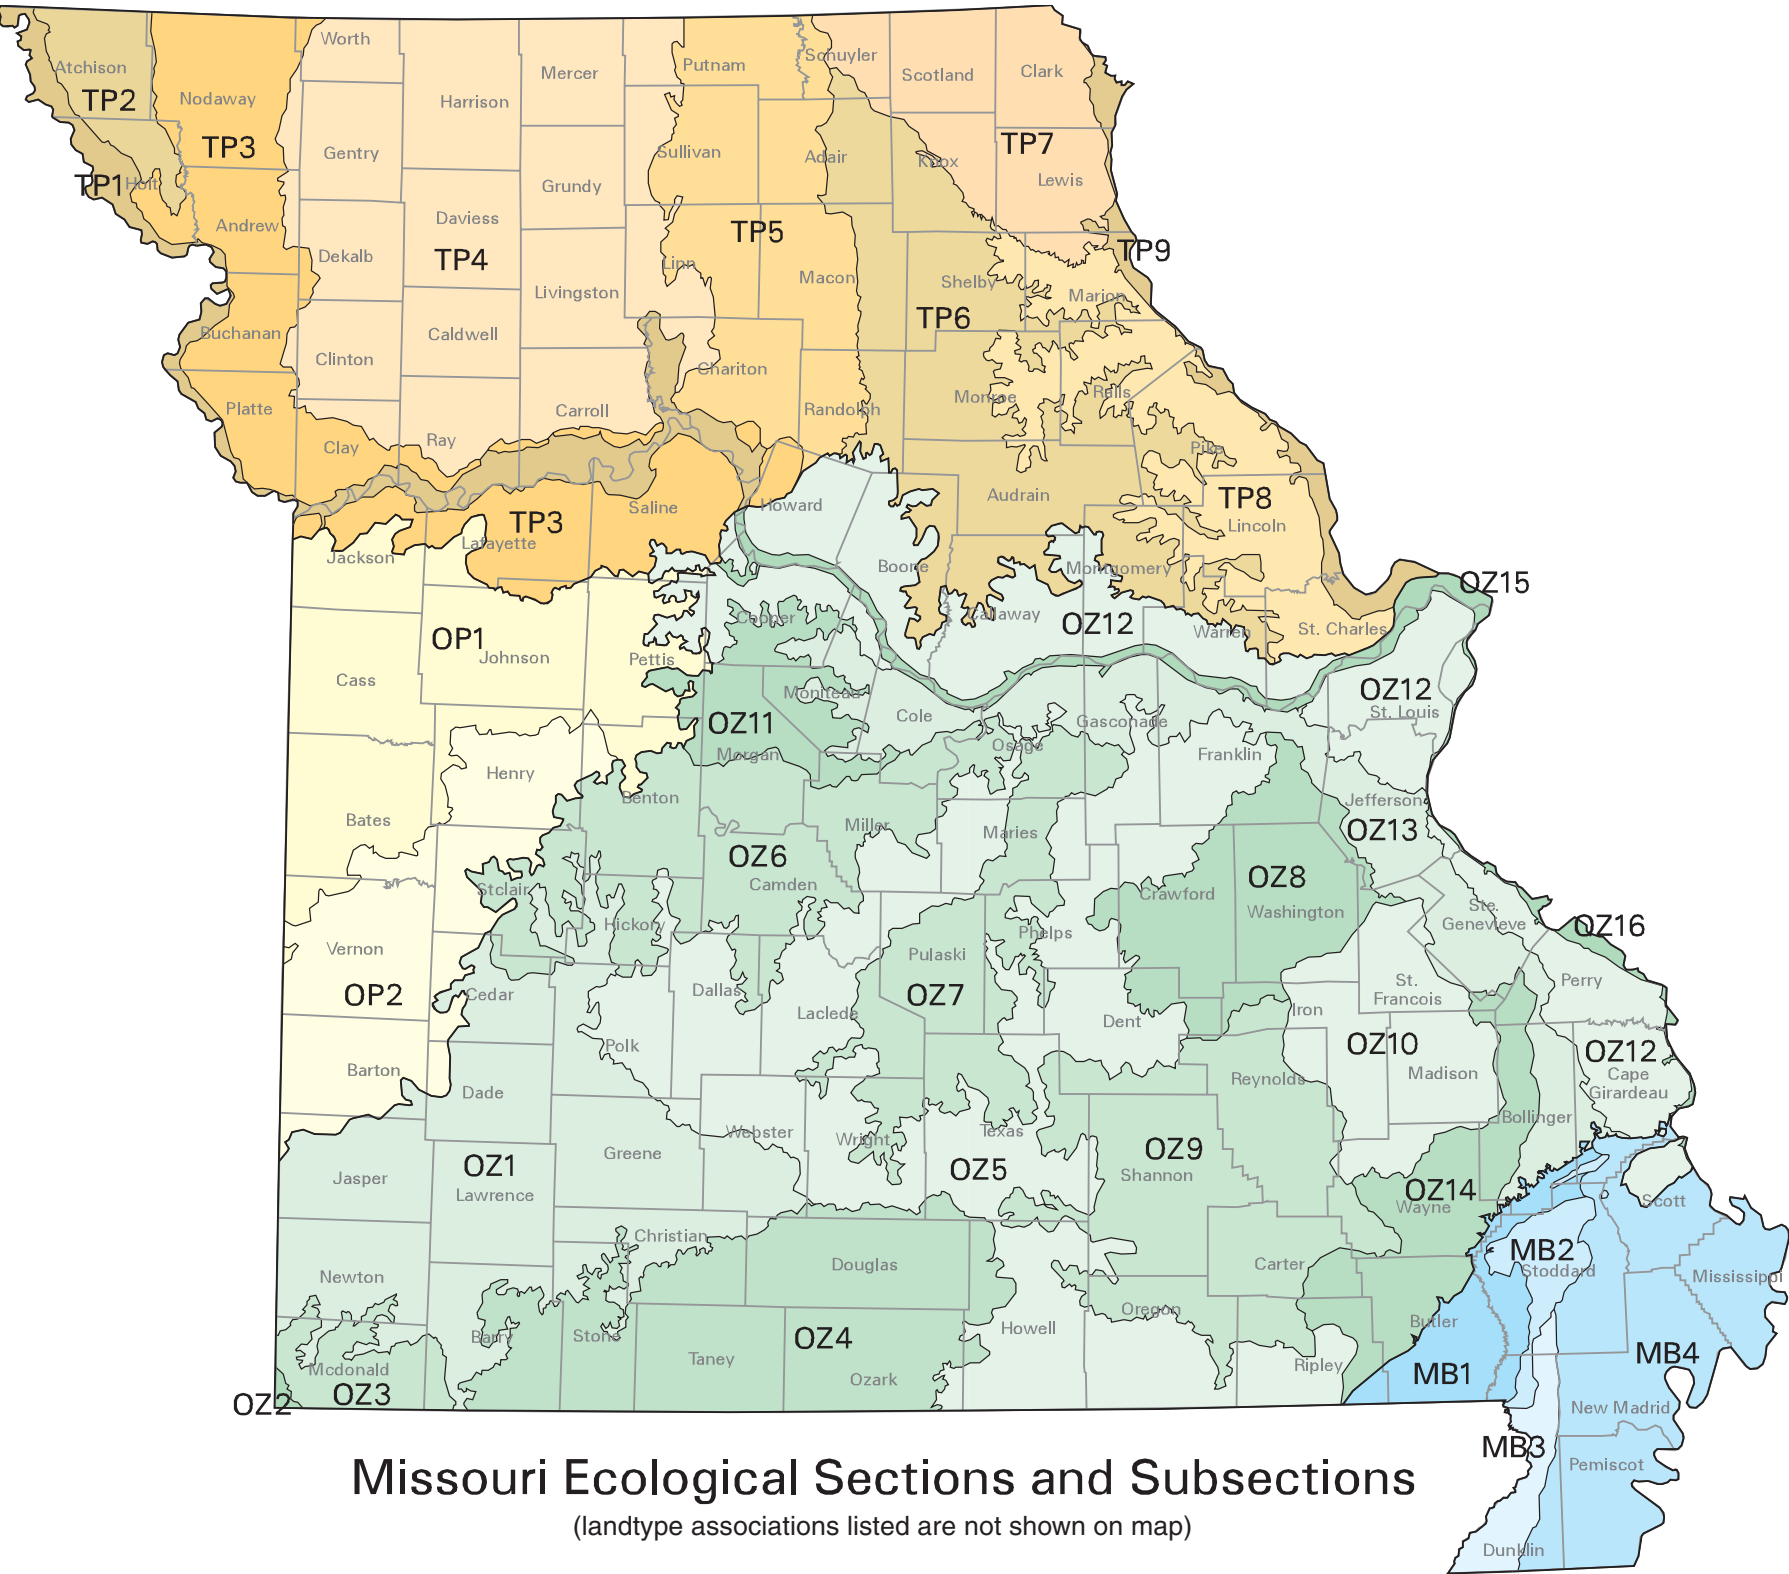 Worth
Atchison
Mercer
Putnam
Schuyler
Scotland
Clark
Nodaway
Harrison
TP2
TP3
Gentry
Sullivan
Adair
Knox
TP7
TP1
Holt
Grundy
Lewis
Andrew
Daviess
TP5
TP9
Dekalb
TP4
Linn
Macon
Shelby
Livingston
Marion
TP6
Buchanan
Caldwell
Clinton
Chariton
Platte
Carroll
Randolph
Monroe
Ralls
Clay
Ray
Pike
Audrain
TP8
Saline
Howard
Lincoln
TP3
Lafayette
Jackson
Boone
Montgomery
OZ15
Cooper
Callaway
OZ12
Warren
St. Charles
OP1
Johnson
Pettis
Cass
Moniteau
OZ12
St. Louis
OZ11
Cole
Gasconade
Morgan
Osage
Franklin
Henry
Benton
Jefferson
Bates
Miller
Maries
OZ13
OZ6
Camden
Stclair
OZ8
Crawford
Washington
Ste.
Genevieve
Hickory
Phelps
OZ16
Vernon
Pulaski
OP2
Cedar
Dallas
OZ7
St.
Francois
Perry
Laclede
Dent
Iron
Polk
OZ10
OZ12
Barton
Dade
Reynolds
Madison
Cape
Girardeau
Bollinger
Webster
Wright
Texas
Greene
OZ9
Jasper
OZ1
Lawrence
OZ5
Shannon
OZ14
Wayne
Scott
Christian
MB2
Stoddard
Newton
Douglas
Carter
Mississippi
Oregon
Barry
Stone
OZ4
Howell
Butler
Mcdonald
Taney
Ozark
Ripley
MB1
MB4
OZ2
OZ3
New Madrid
MB3
Pemiscot
Missouri Ecological Sections and Subsections
(landtype associations listed are not shown on map)
Dunklin